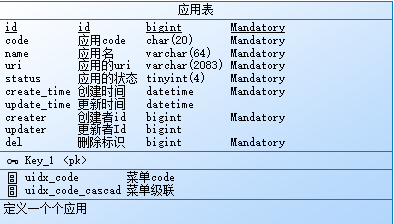 应用表
id id bigint Mandatory
code 应用code char(20) Mandatory
name 应用名 varchar(64) Mandatory
uri 应用的uri varchar(2083) Mandatory
status 应用的状态 tinyint(4) Mandatory
create_time 创建时间 datetime Mandatory
update_time 更新时间 datetime
creater 创建者id bigint Mandatory
updater 更新者Id bigint
del 删除标识 bigint Mandatory
Key_1 <pk>
uidx_code 菜单code
uidx_code_cascad 菜单级联
定义一个个应用